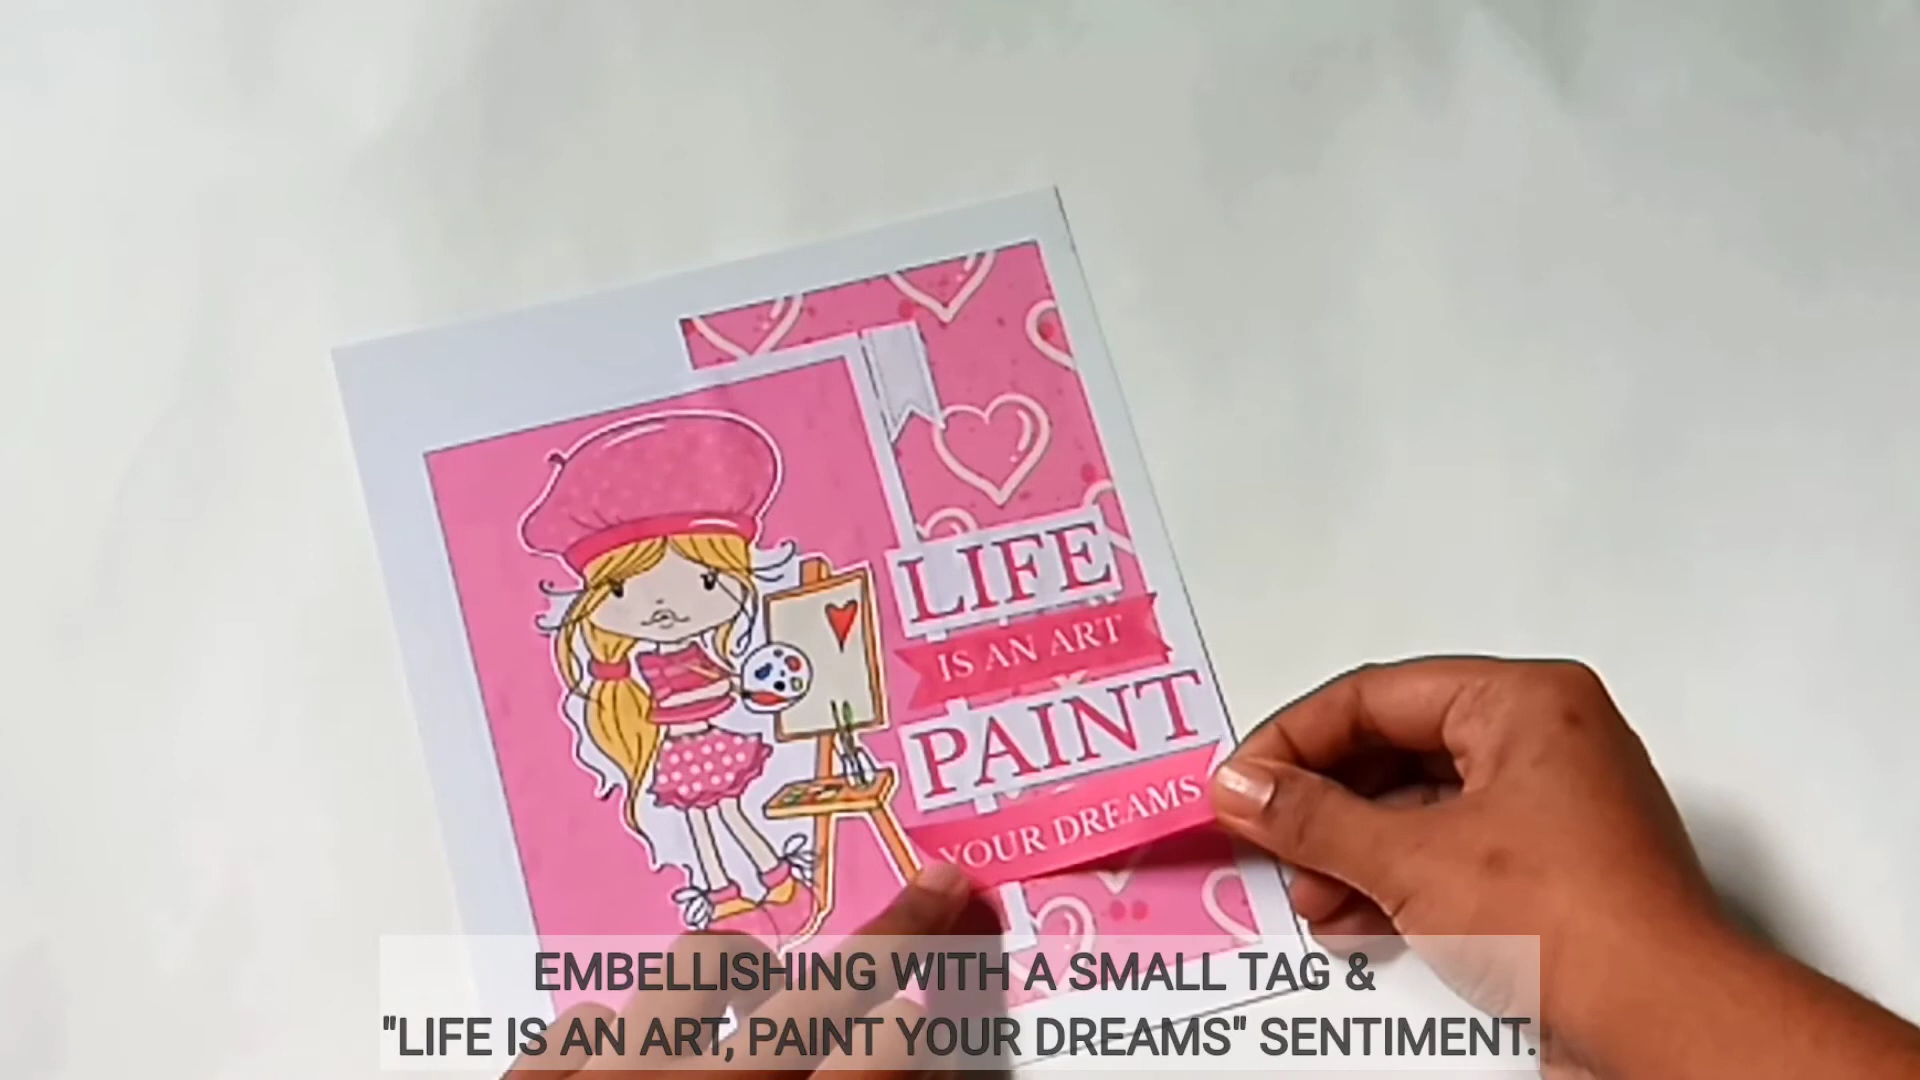 LIFE
IS AN ART
PAINT
YOUR DREAMS
EMBELLISHING WITH A SMALL TAG &
"LIFE IS AN ART, PAINT YOUR DREAMS" SENTIMENT.